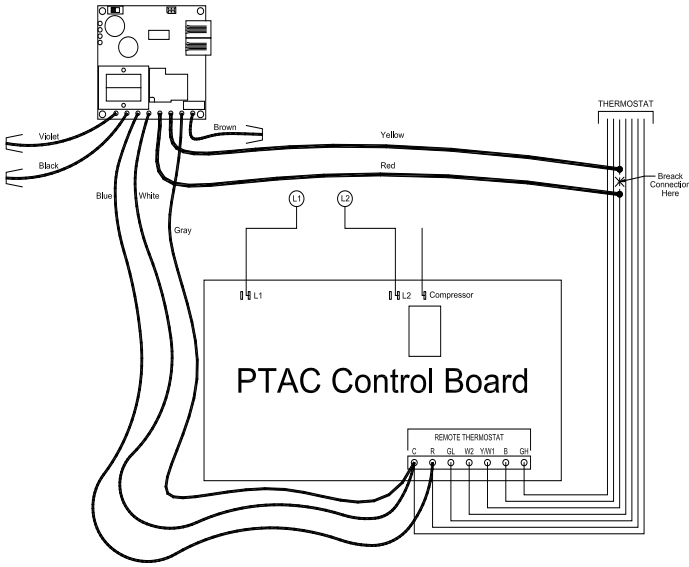 THERMOSTAT
Brown
Violet
Yellow
Black
Red
Breack
Connection
Here
Blue
White
L1
L2
Gray
L1
L2
Compressor
PTAC Control Board
REMOTE THERMOSTAT
C R GL W2 Y/W1 B GH